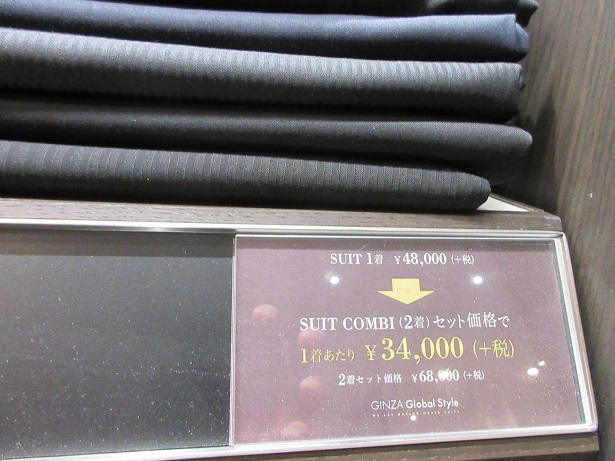 SUIT 1着 ¥48,000 (+税)
SUIT COMBI (2着) セット価格で
1着あたり ¥34,000 (+税)
2着セット価格 ¥68,000 (+税)
GINZA Global Style